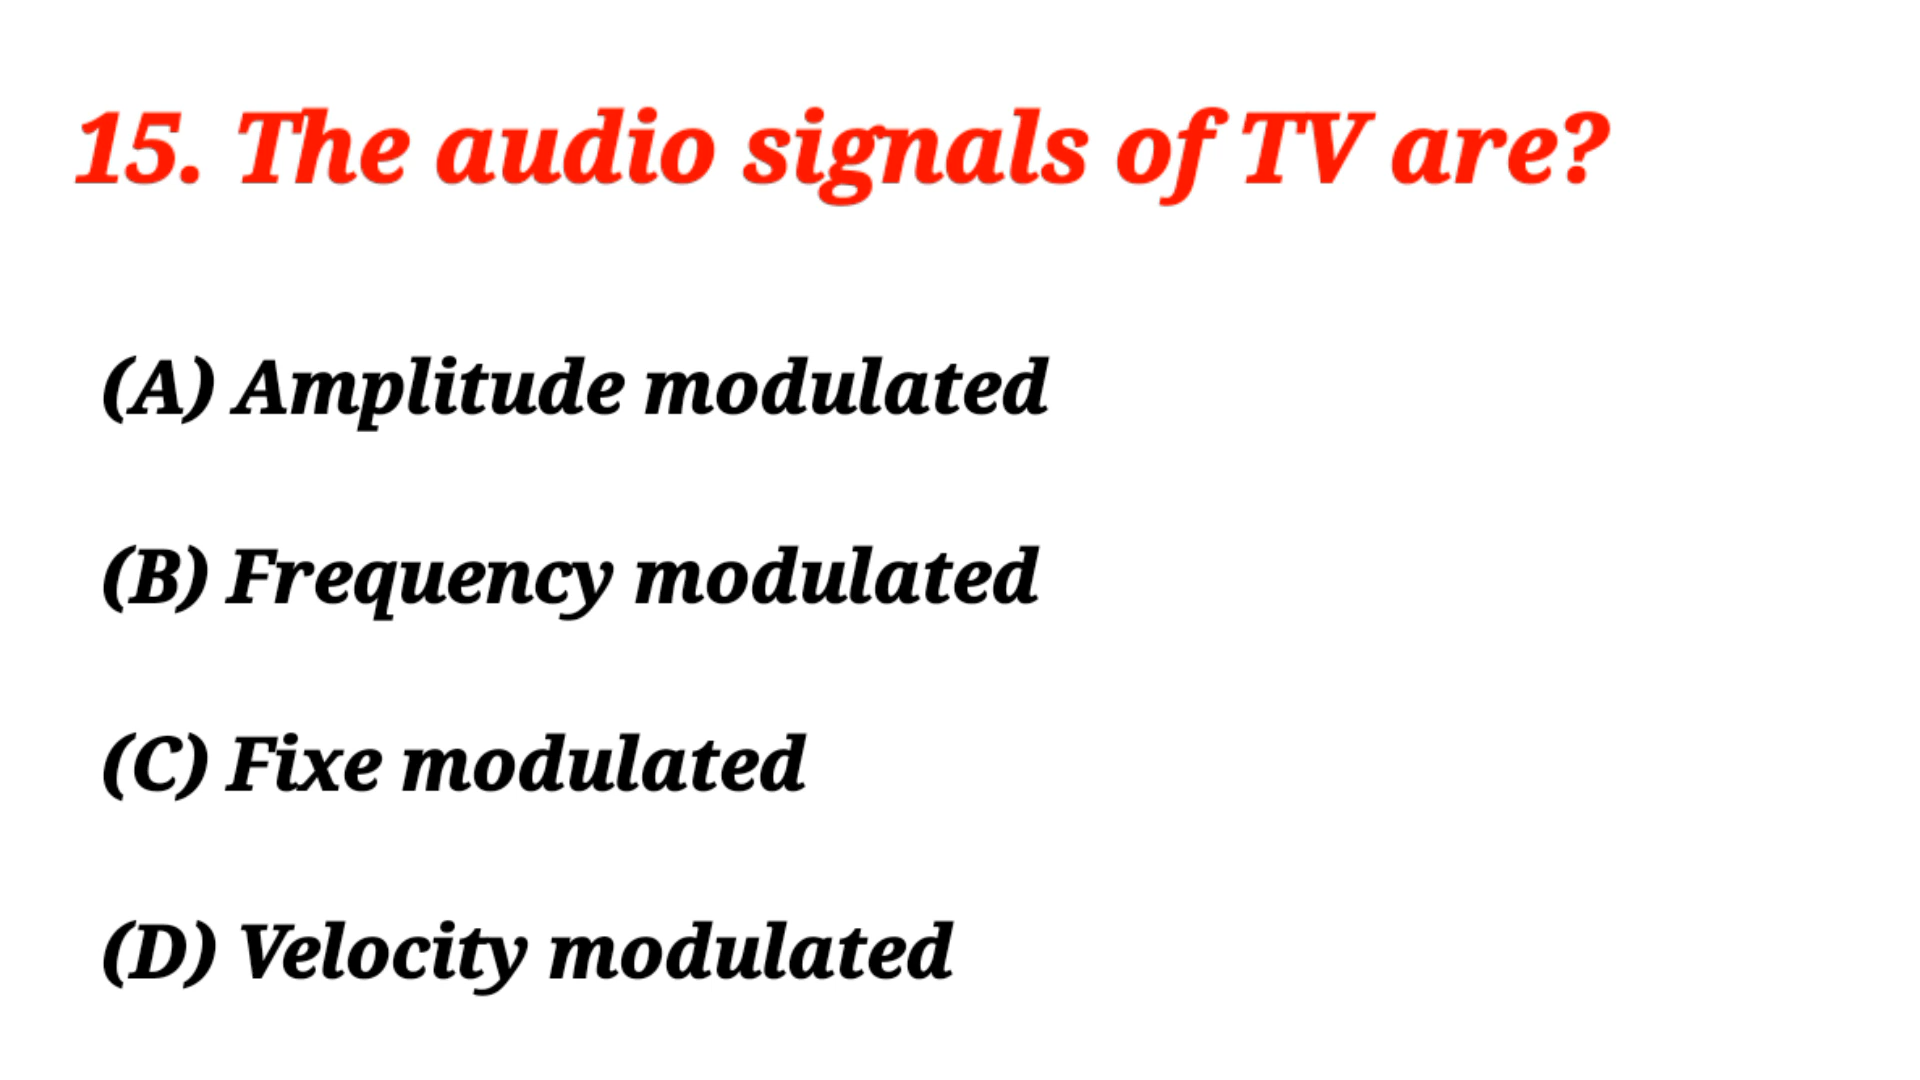 15. The audio signals of TV are?
(A) Amplitude modulated
(B) Frequency modulated
(C) Fixe modulated
(D) Velocity modulated